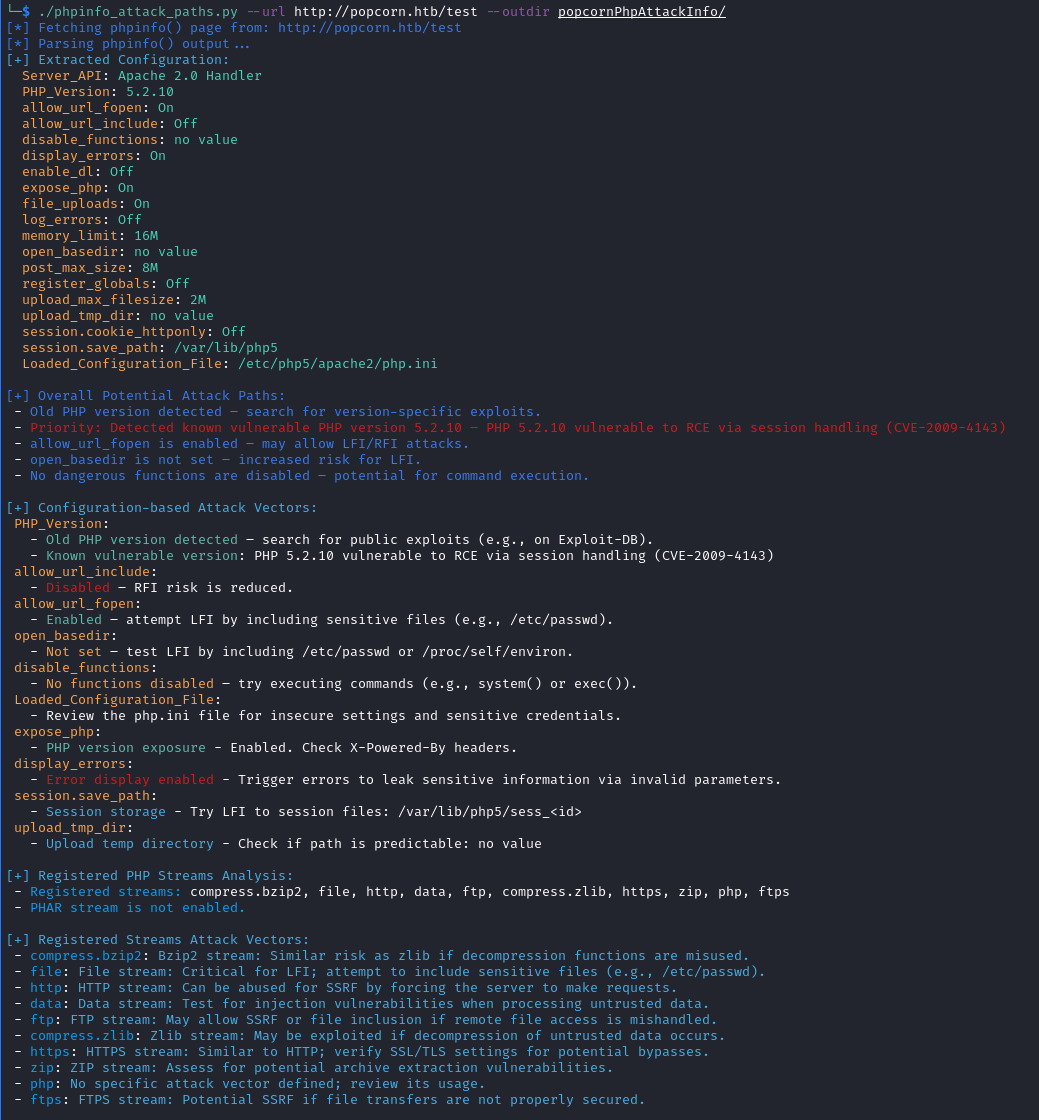 └─$ ./phpinfo_attack_paths.py --url http://popcorn.htb/test --outdir popcornPhpAttackInfo/
[*] Fetching phpinfo() page from: http://popcorn.htb/test
[*] Parsing phpinfo() output...
[+] Extracted Configuration:
  Server_API: Apache 2.0 Handler
  PHP_Version: 5.2.10
  allow_url_fopen: On
  allow_url_include: Off
  disable_functions: no value
  display_errors: On
  enable_dl: Off
  expose_php: On
  file_uploads: On
  log_errors: Off
  memory_limit: 16M
  open_basedir: no value
  post_max_size: 8M
  register_globals: Off
  upload_max_filesize: 2M
  upload_tmp_dir: no value
  session.cookie_httponly: Off
  session.save_path: /var/lib/php5
  Loaded_Configuration_File: /etc/php5/apache2/php.ini

[+] Overall Potential Attack Paths:
 - Old PHP version detected – search for version-specific exploits.
 - Priority: Detected known vulnerable PHP version 5.2.10 – PHP 5.2.10 vulnerable to RCE via session handling (CVE-2009-4143)
 - allow_url_fopen is enabled – may allow LFI/RFI attacks.
 - open_basedir is not set – increased risk for LFI.
 - No dangerous functions are disabled – potential for command execution.

[+] Configuration-based Attack Vectors:
 PHP_Version:
   - Old PHP version detected – search for public exploits (e.g., on Exploit-DB).
   - Known vulnerable version: PHP 5.2.10 vulnerable to RCE via session handling (CVE-2009-4143)
 allow_url_include:
   - Disabled – RFI risk is reduced.
 allow_url_fopen:
   - Enabled – attempt LFI by including sensitive files (e.g., /etc/passwd).
 open_basedir:
   - Not set – test LFI by including /etc/passwd or /proc/self/environ.
 disable_functions:
   - No functions disabled – try executing commands (e.g., system() or exec()).
 Loaded_Configuration_File:
   - Review the php.ini file for insecure settings and sensitive credentials.
 expose_php:
   - PHP version exposure - Enabled. Check X-Powered-By headers.
 display_errors:
   - Error display enabled - Trigger errors to leak sensitive information via invalid parameters.
 session.save_path:
   - Session storage - Try LFI to session files: /var/lib/php5/sess_<id>
 upload_tmp_dir:
   - Upload temp directory - Check if path is predictable: no value

[+] Registered PHP Streams Analysis:
 - Registered streams: compress.bzip2, file, http, data, ftp, compress.zlib, https, zip, php, ftps
 - PHAR stream is not enabled.

[+] Registered Streams Attack Vectors:
 - compress.bzip2: Bzip2 stream: Similar risk as zlib if decompression functions are misused.
 - file: File stream: Critical for LFI; attempt to include sensitive files (e.g., /etc/passwd).
 - http: HTTP stream: Can be abused for SSRF by forcing the server to make requests.
 - data: Data stream: Test for injection vulnerabilities when processing untrusted data.
 - ftp: FTP stream: May allow SSRF or file inclusion if remote file access is mishandled.
 - compress.zlib: Zlib stream: May be exploited if decompression of untrusted data occurs.
 - https: HTTPS stream: Similar to HTTP; verify SSL/TLS settings for potential bypasses.
 - zip: ZIP stream: Assess for potential archive extraction vulnerabilities.
 - php: No specific attack vector defined; review its usage.
 - ftps: FTPS stream: Potential SSRF if file transfers are not properly secured.